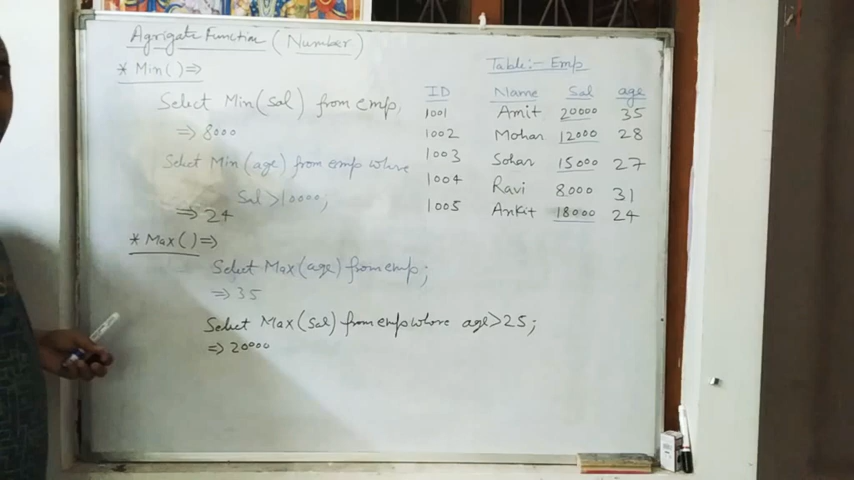 Agrigate Function (Number)
* Min( ) ⇒
Select Min(Sal) from emp,
⇒ 8000
Select Min(age) from emp whore
Sal > 10000;
⇒ 24
* Max( ) ⇒
Select Max(age) from emp;
⇒ 35
Select Max(Sal) from emp whore age > 25;
⇒ 20000
Table:- Emp
ID Name Sal age
1001 Amit 20000 35
1002 Mohan 12000 28
1003 Sohan 15000 27
1004 Ravi 8000 31
1005 Ankit 18000 24